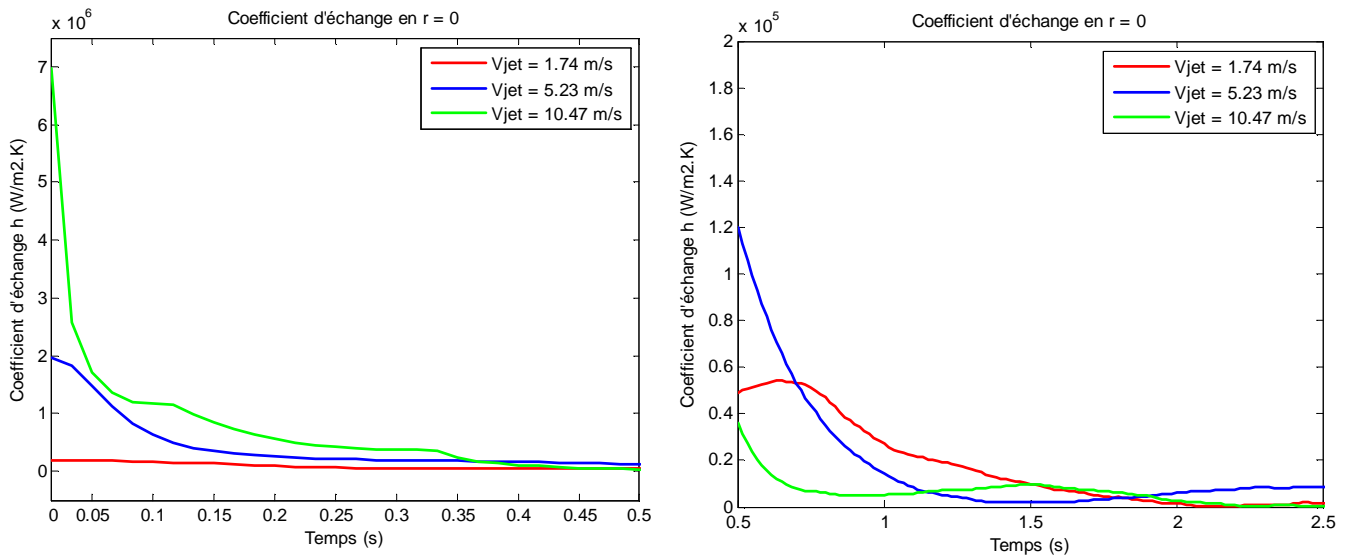 x 10^6
Coefficient d'échange en r = 0
Vjet = 1.74 m/s
Vjet = 5.23 m/s
Vjet = 10.47 m/s
Coefficient d'échange h (W/m2.K)
7
6
5
4
3
2
1
0
0 0.05 0.1 0.15 0.2 0.25 0.3 0.35 0.4 0.45 0.5
Temps (s)
x 10^5
Coefficient d'échange en r = 0
Vjet = 1.74 m/s
Vjet = 5.23 m/s
Vjet = 10.47 m/s
Coefficient d'échange h (W/m2.K)
2
1.8
1.6
1.4
1.2
1
0.8
0.6
0.4
0.2
0
0.5 1 1.5 2 2.5
Temps (s)